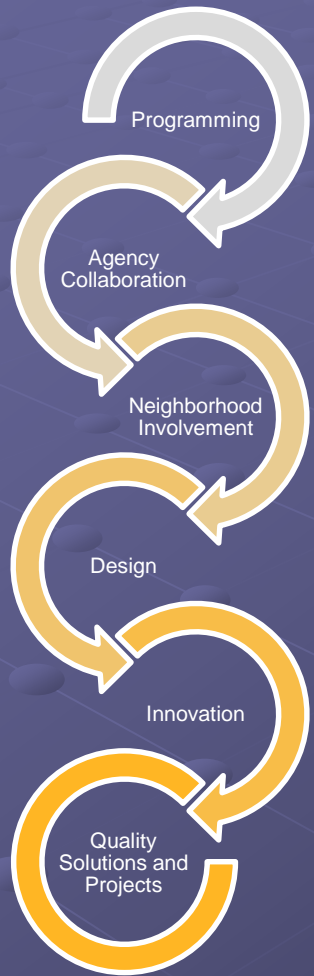 Programming
Agency
Collaboration
Neighborhood
Involvement
Design
Innovation
Quality
Solutions and
Projects